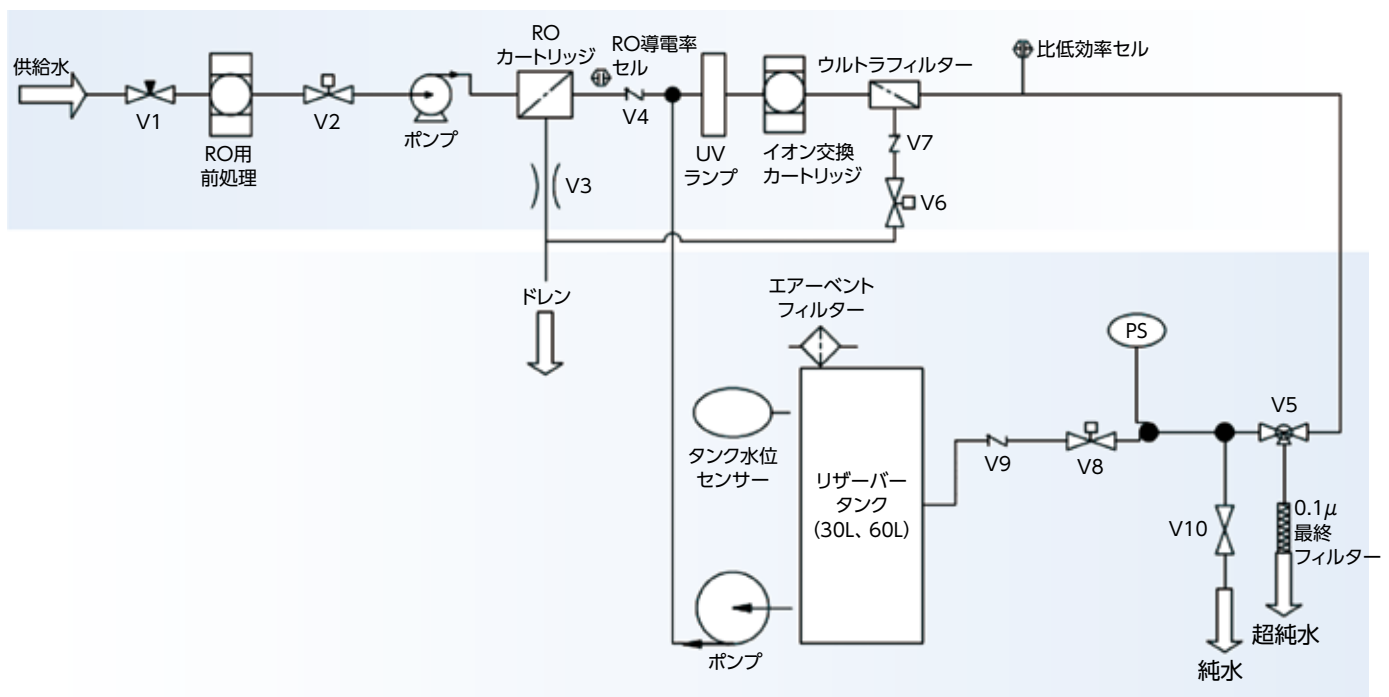 供給水
V1
RO用
前処理
V2
ポンプ
RO
カートリッジ
RO導電率
セル
V4
V3
UV
ランプ
イオン交換
カートリッジ
ウルトラフィルター
V7
V6
比低効率セル
ドレン
エアーベント
フィルター
タンク水位
センサー
リザーバー
タンク
(30L、60L)
ポンプ
V9
V8
PS
V5
V10
0.1μ
最終
フィルター
純水
超純水